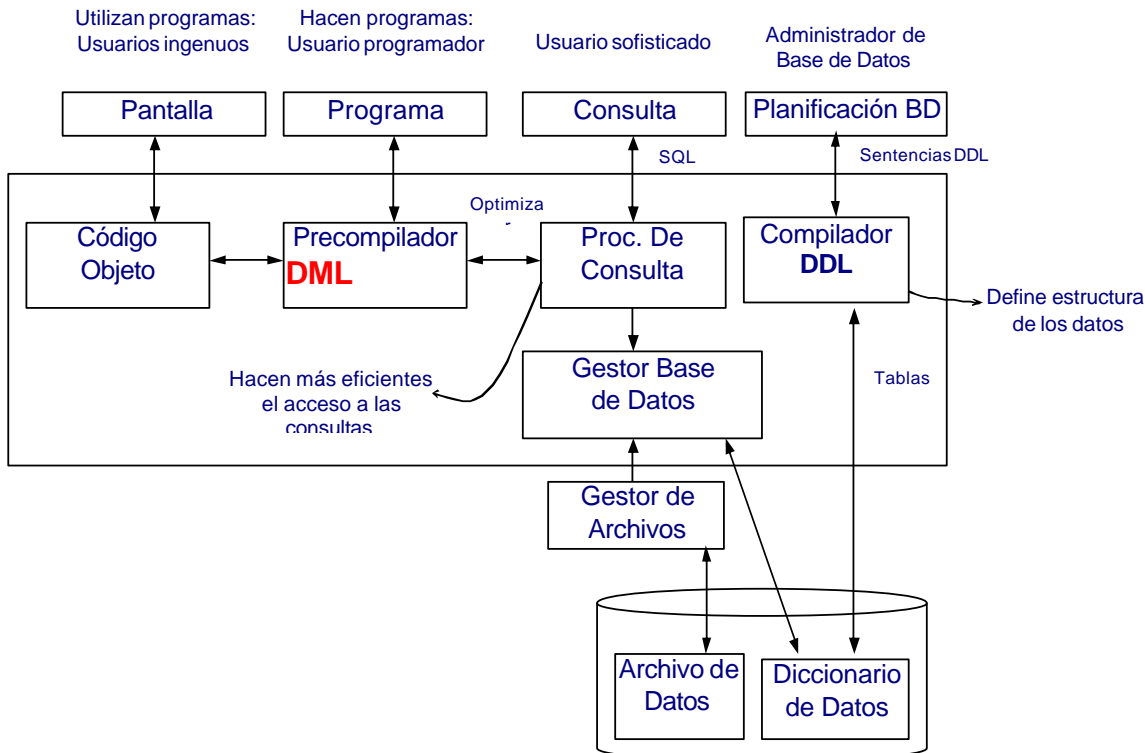 Utilizan programas:
Usuarios ingenuos
Hacen programas:
Usuario programador
Usuario sofisticado
Administrador de
Base de Datos
Pantalla
Programa
Consulta
Planificación BD
SQL
Sentencias DDL
Optimiza
r
Código
Objeto
Precompilador
DML
Proc. De
Consulta
Compilador
DDL
Define estructura
de los datos
Hacen más eficientes
el acceso a las
consultas
Gestor Base
de Datos
Tablas
Gestor de
Archivos
Archivo de
Datos
Diccionario
de Datos